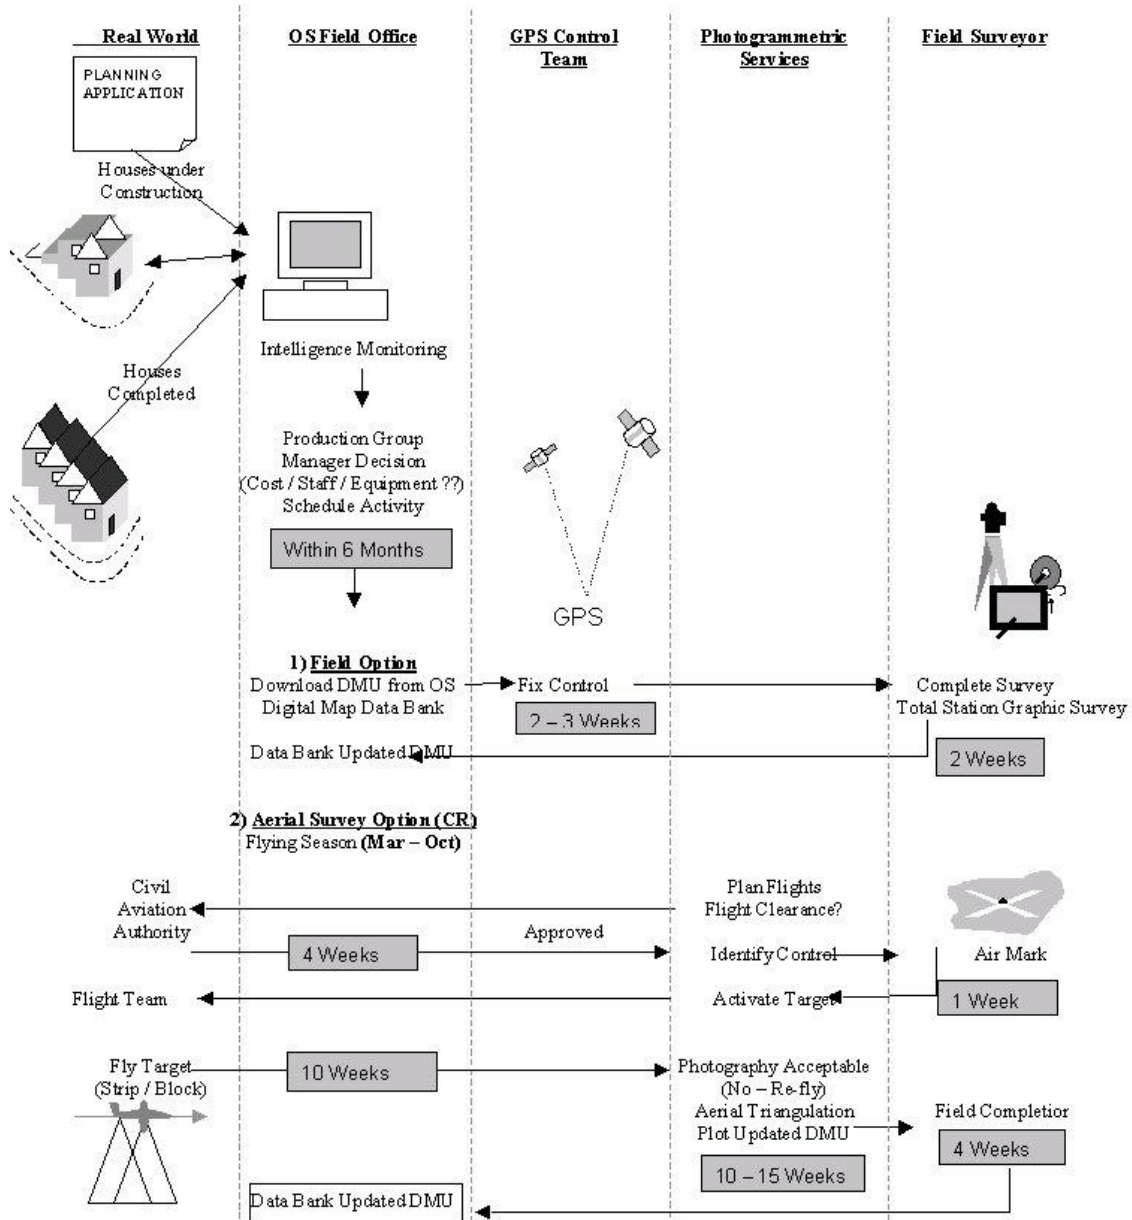 Real World
OS Field Office
GPS Control
Team
Photogrammetric
Services
Field Surveyor
PLANNING
APPLICATION
Houses under
Construction
Intelligence Monitoring
Houses
Completed
Production Group
Manager Decision
(Cost / Staff / Equipment ??)
Schedule Activity
Within 6 Months
GPS
1) Field Option
Download DMU from OS
Digital Map Data Bank
Fix Control
2 – 3 Weeks
Complete Survey
Total Station Graphic Survey
Data Bank Updated DMU
2 Weeks
2) Aerial Survey Option (CR)
Flying Season (Mar – Oct)
Civil
Aviation
Authority
Plan Flights
Flight Clearance?
4 Weeks
Approved
Identify Control
Air Mark
Flight Team
Activate Target
1 Week
Fly Target
(Strip / Block)
10 Weeks
Photography Acceptable
(No – Re-fly)
Aerial Triangulation
Plot Updated DMU
10 – 15 Weeks
Field Completior
4 Weeks
Data Bank Updated DMU